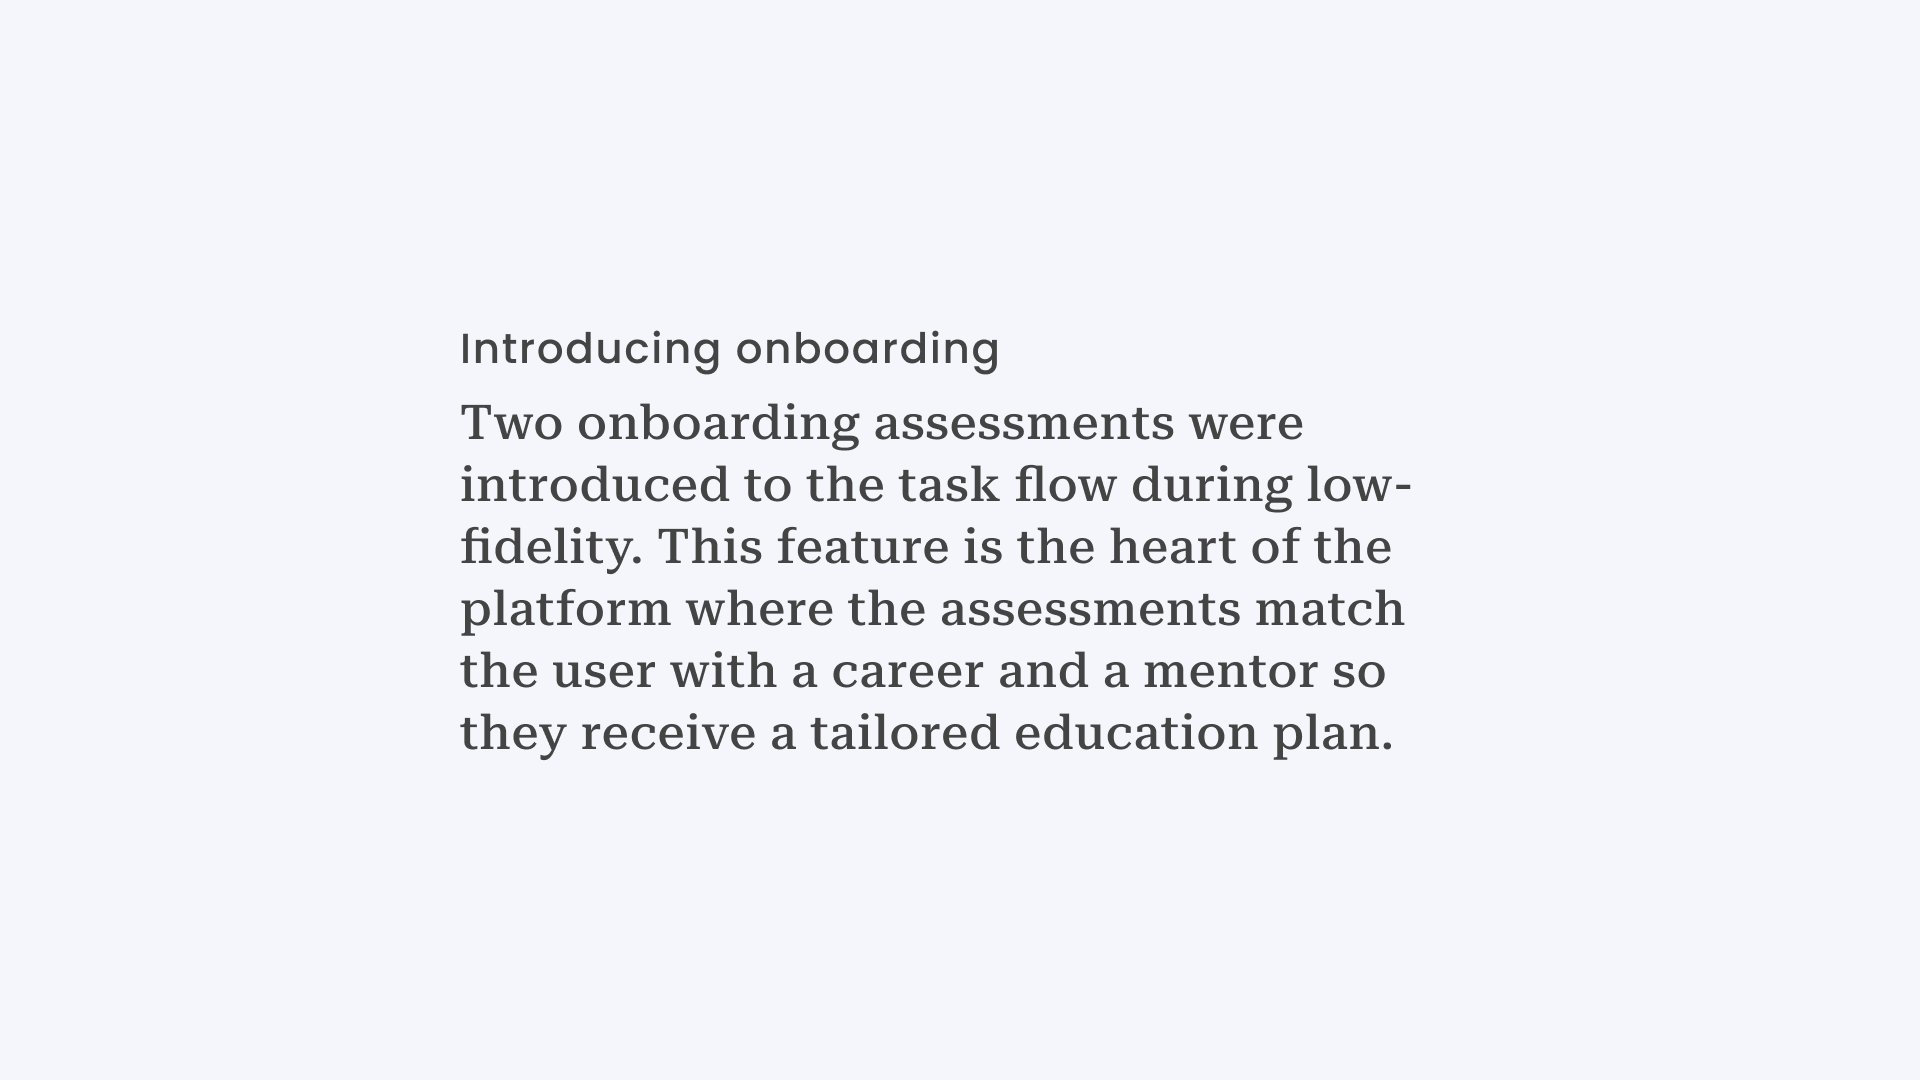 Introducing onboarding
Two onboarding assessments were
introduced to the task flow during low-
fidelity. This feature is the heart of the
platform where the assessments match
the user with a career and a mentor so
they receive a tailored education plan.